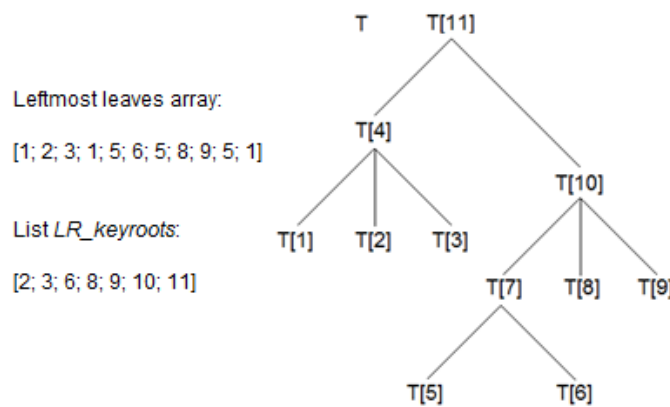 T T[11]
Leftmost leaves array:
T[4]
[1; 2; 3; 1; 5; 6; 5; 8; 9; 5; 1]
T[10]
List LR_keyroots:
T[1] T[2] T[3]
[2; 3; 6; 8; 9; 10; 11]
T[7] T[8] T[9]
T[5] T[6]